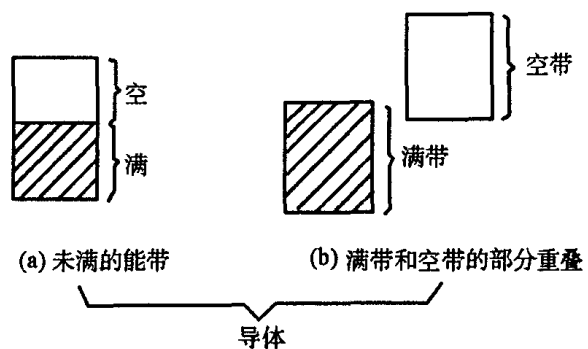 空带
空
满
满带
(a) 未满的能带
(b) 满带和空带的部分重叠
导体